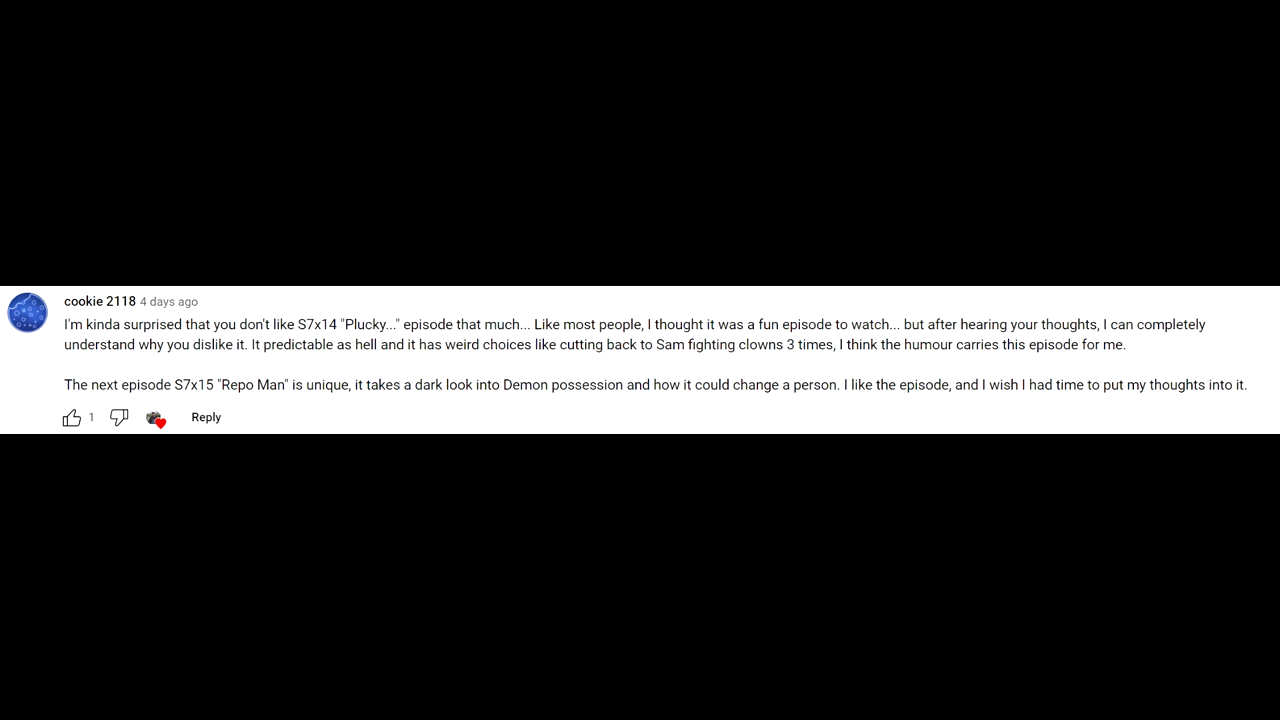 cookie 2118 4 days ago
I'm kinda surprised that you don't like S7x14 "Plucky..." episode that much... Like most people, I thought it was a fun episode to watch... but after hearing your thoughts, I can completely
understand why you dislike it. It predictable as hell and it has weird choices like cutting back to Sam fighting clowns 3 times, I think the humour carries this episode for me.
The next episode S7x15 "Repo Man" is unique, it takes a dark look into Demon possession and how it could change a person. I like the episode, and I wish I had time to put my thoughts into it.
1 Reply